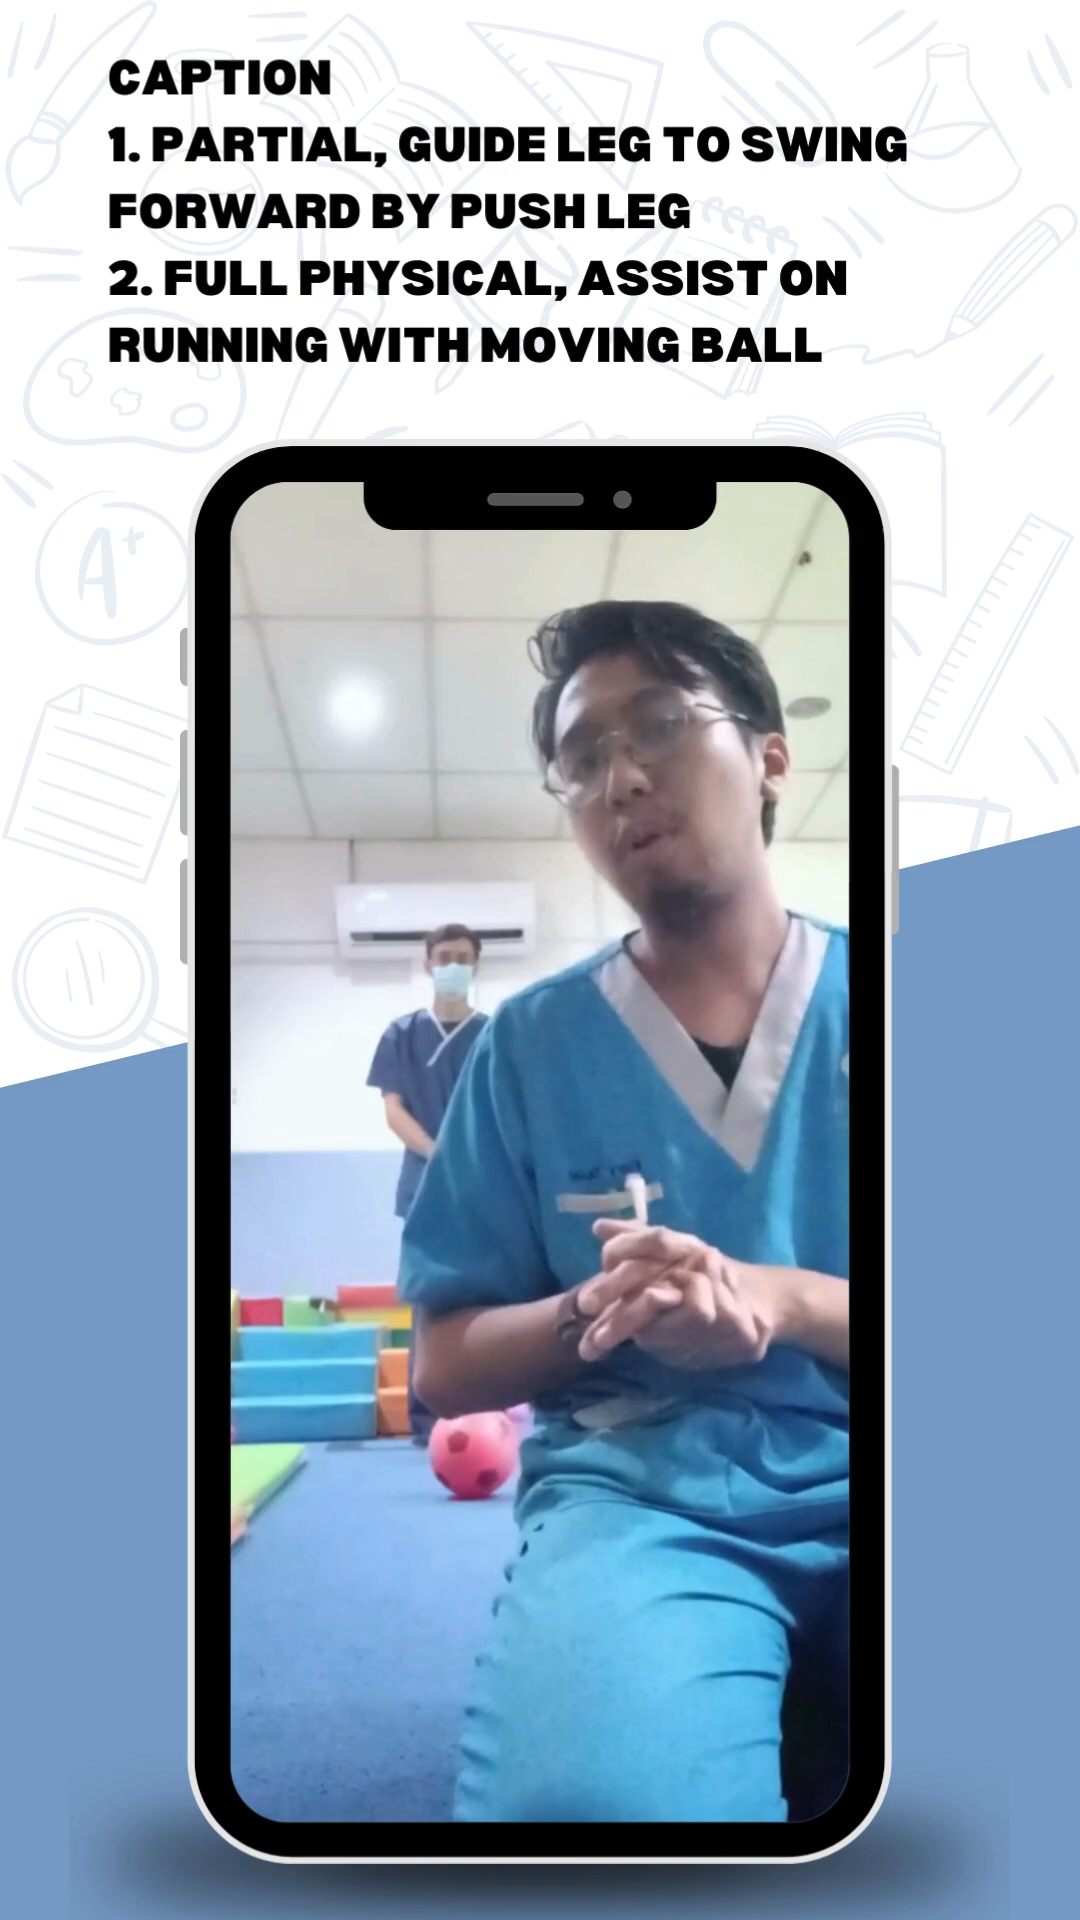 CAPTION
1. PARTIAL, GUIDE LEG TO SWING
FORWARD BY PUSH LEG
2. FULL PHYSICAL, ASSIST ON
RUNNING WITH MOVING BALL
A+